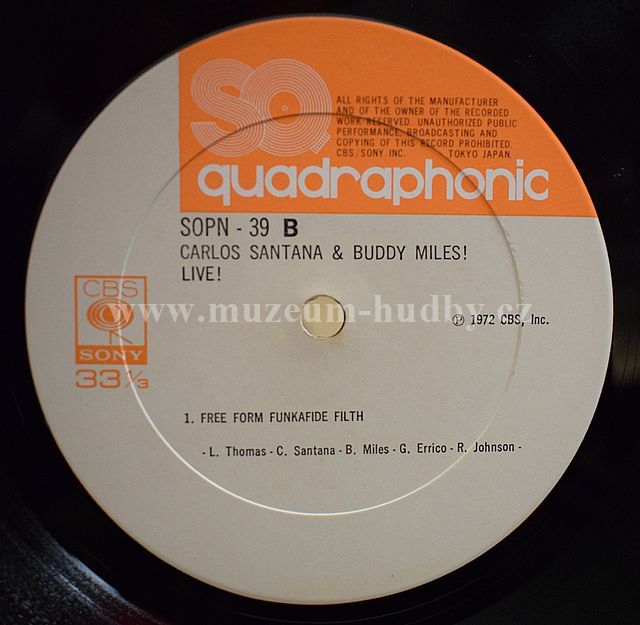 SQ
ALL RIGHTS OF THE MANUFACTURER
AND OF THE OWNER OF THE RECORDED
WORK RESERVED. UNAUTHORIZED PUBLIC
PERFORMANCE, BROADCASTING AND
COPYING OF THIS RECORD PROHIBITED.
CBS/SONY INC. TOKYO JAPAN.
quadraphonic
SOPN - 39 B
CARLOS SANTANA & BUDDY MILES!
LIVE!
CBS
SONY
33 1/3
www.muzeum-hudby.cz
Ⓟ 1972 CBS, Inc.
1. FREE FORM FUNKAFIDE FILTH
- L. Thomas - C. Santana - B. Miles - G. Errico - R. Johnson -